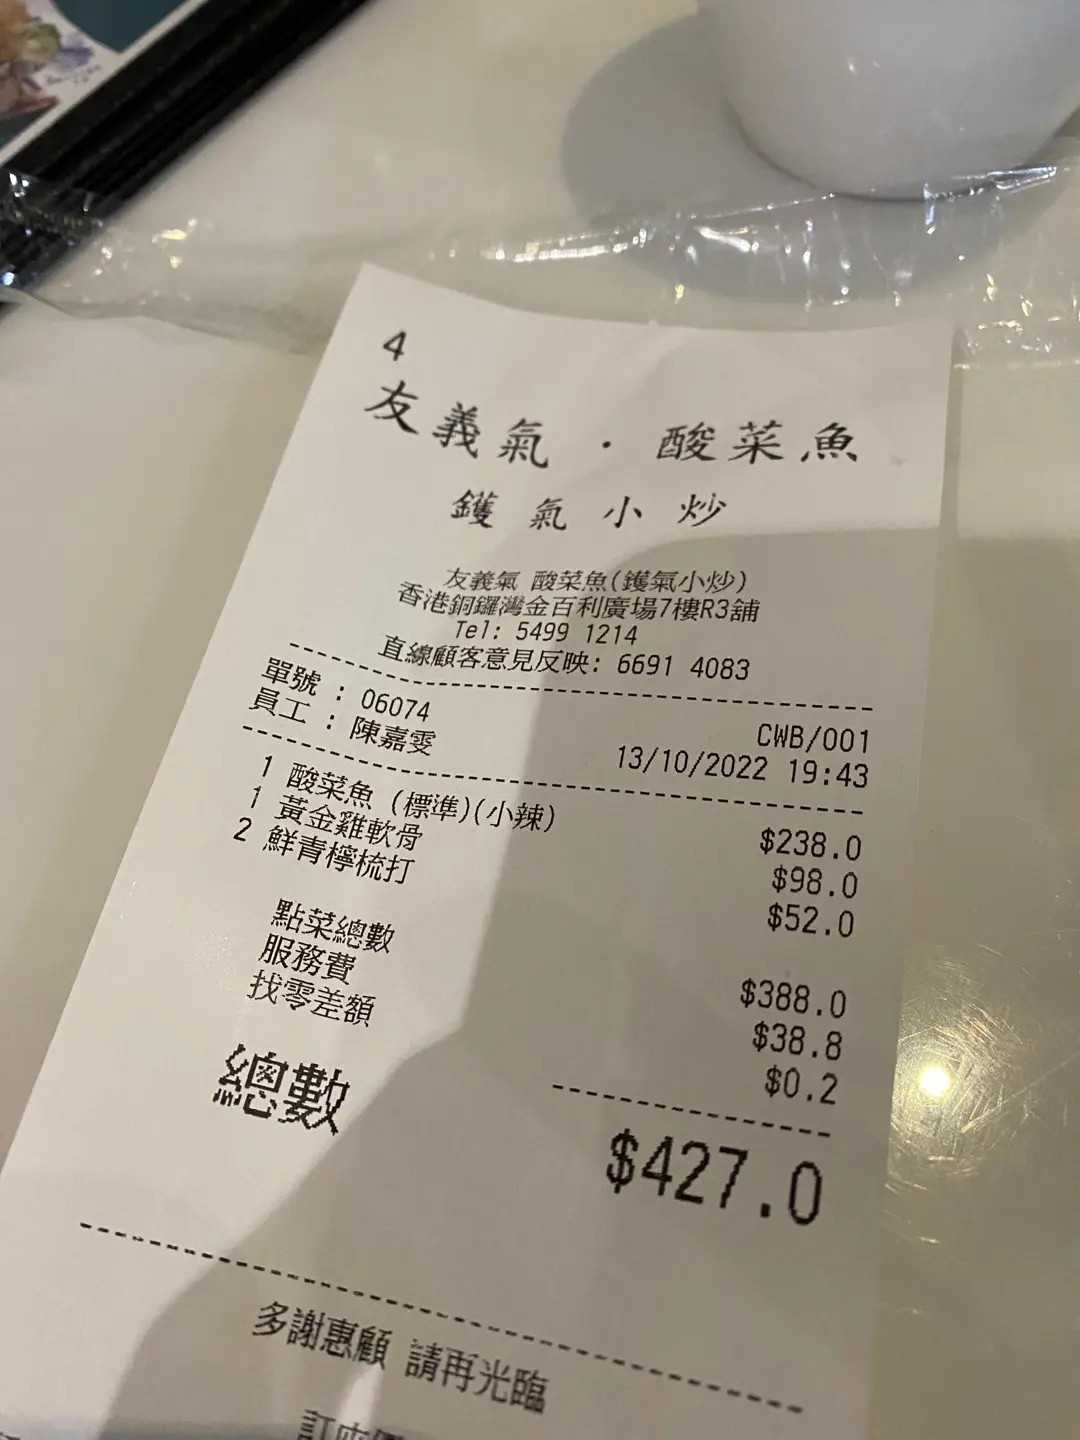 4
友義氣・酸菜魚
鑊氣小炒
友義氣 酸菜魚(鑊氣小炒)
香港銅鑼灣金百利廣場7樓R3舖
Tel: 5499 1214
直線顧客意見反映: 6691 4083
單號 : 06074 CWB/001
員工 : 陳嘉雯 13/10/2022 19:43
1 酸菜魚 (標準)(小辣) $238.0
1 黃金雞軟骨 $98.0
2 鮮青檸梳打 $52.0
點菜總數 $388.0
服務費 $38.8
找零差額 $0.2
總數 $427.0
多謝惠顧 請再光臨